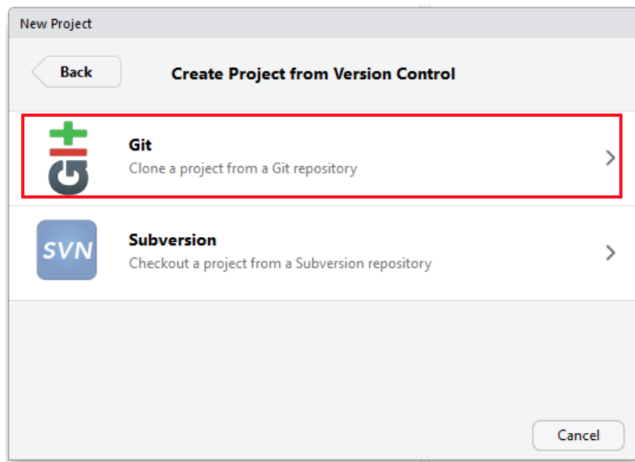 New Project
Back
Create Project from Version Control
Git
Clone a project from a Git repository
SVN
Subversion
Checkout a project from a Subversion repository
Cancel